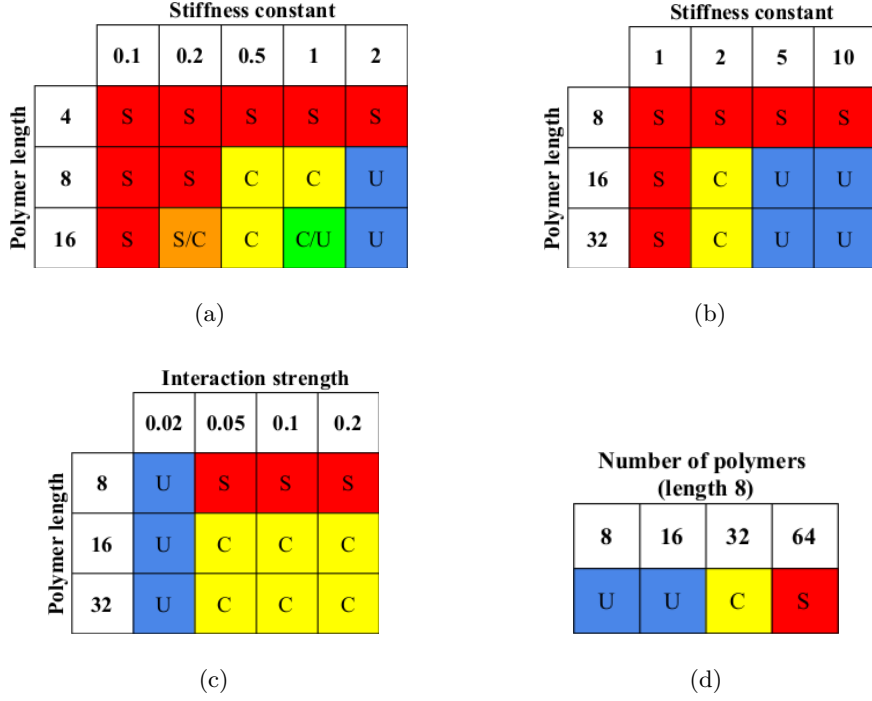 Stiffness constant
0.1 0.2 0.5 1 2
Polymer length
4 S S S S S
8 S S C C U
16 S S/C C C/U U
(a)
Stiffness constant
1 2 5 10
Polymer length
8 S S S S
16 S C U U
32 S C U U
(b)
Interaction strength
0.02 0.05 0.1 0.2
Polymer length
8 U S S S
16 U C C C
32 U C C C
(c)
Number of polymers
(length 8)
8 16 32 64
U U C S
(d)